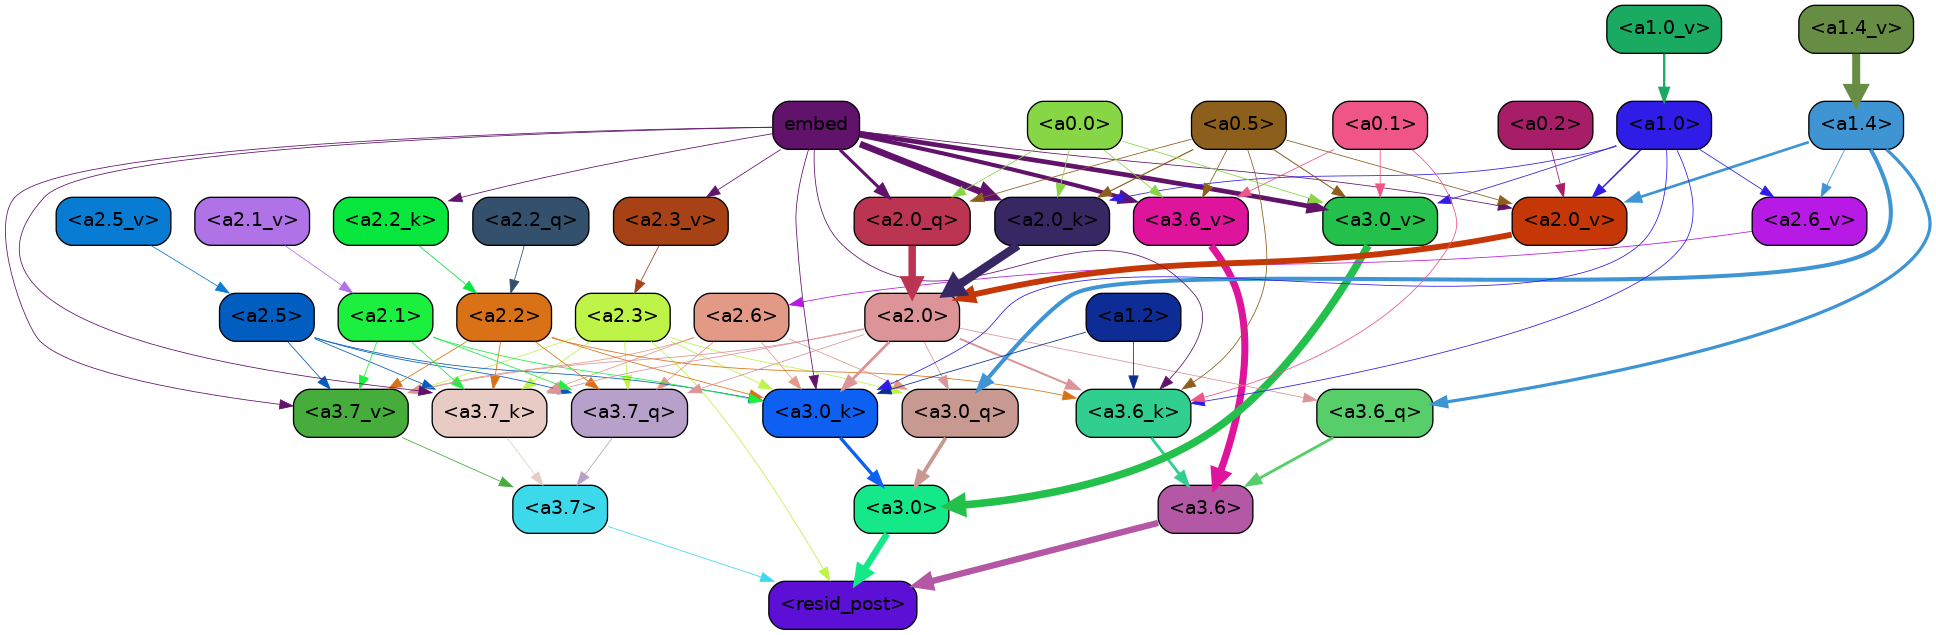 <a1.0_v> <a1.4_v>
embed <a0.0> <a0.5> <a0.1> <a0.2> <a1.0> <a1.4>
<a2.5_v> <a2.1_v> <a2.2_k> <a2.2_q> <a2.3_v> <a2.0_q> <a2.0_k> <a3.6_v> <a3.0_v> <a2.0_v> <a2.6_v>
<a2.5> <a2.1> <a2.2> <a2.3> <a2.6> <a2.0> <a1.2>
<a3.7_v> <a3.7_k> <a3.7_q> <a3.0_k> <a3.0_q> <a3.6_k> <a3.6_q>
<a3.7> <a3.0> <a3.6>
<resid_post>